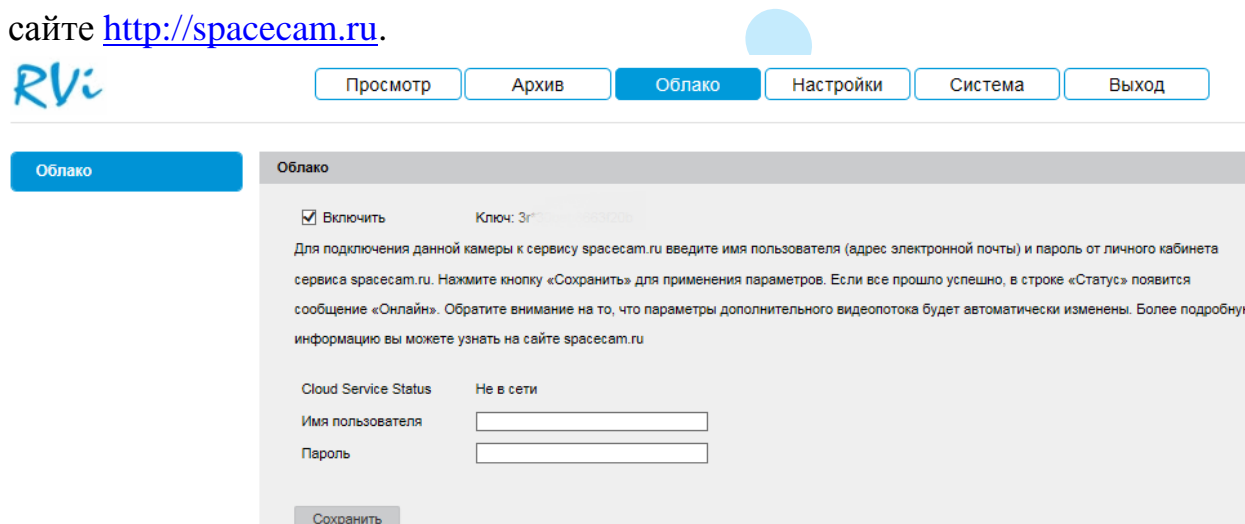 сайте http://spacecam.ru.
RVi
Просмотр Архив Облако Настройки Система Выход
Облако
Облако
Включить Ключ:
Для подключения данной камеры к сервису spacecam.ru введите имя пользователя (адрес электронной почты) и пароль от личного кабинета
сервиса spacecam.ru. Нажмите кнопку «Сохранить» для применения параметров. Если все прошло успешно, в строке «Статус» появится
сообщение «Онлайн». Обратите внимание на то, что параметры дополнительного видеопотока будет автоматически изменены. Более
информацию вы можете узнать на сайте spacecam.ru
Cloud Service Status Не в сети
Имя пользователя
Пароль
Сохранить